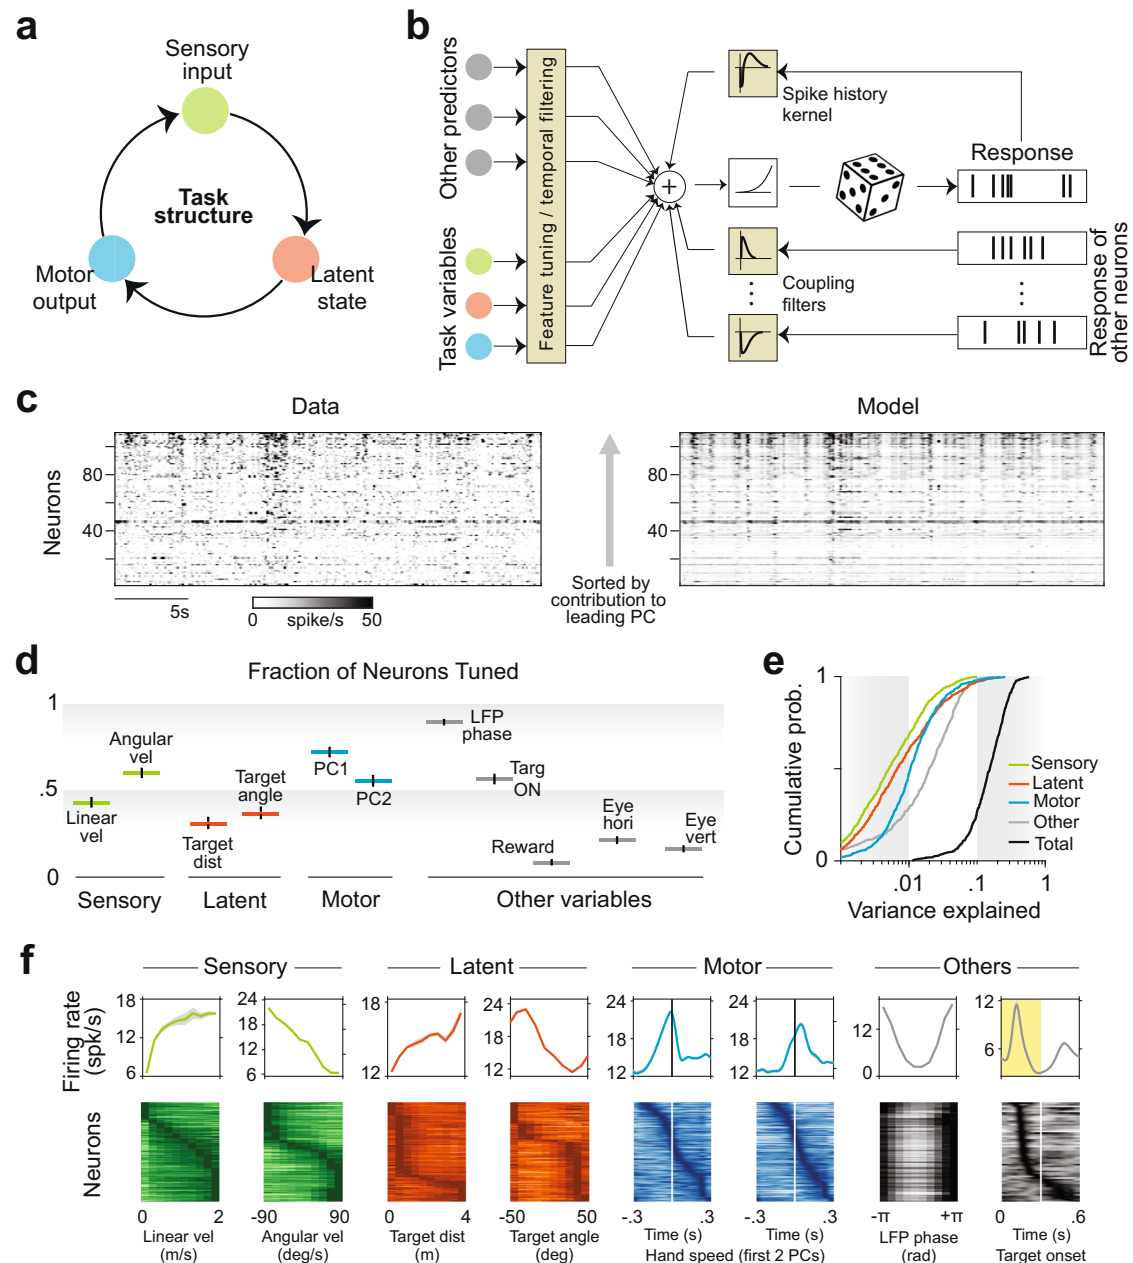 a
Sensory
input
Task
structure
Motor
output
Latent
state
b
Other predictors
Task variables
Feature tuning / temporal filtering
+
Spike history
kernel
Coupling
filters
Response
Response of
other neurons
c
Data
Model
Neurons
80
40
80
40
5s
0
spike/s
50
Sorted by
contribution to
leading PC
d
Fraction of Neurons Tuned
1
.5
0
Linear
vel
Angular
vel
Target
dist
Target
angle
PC1
PC2
LFP
phase
Targ
ON
Reward
Eye
hori
Eye
vert
Sensory
Latent
Motor
Other variables
e
Cumulative prob.
1
0
.01
.1
1
Variance explained
Sensory
Latent
Motor
Other
Total
f
Sensory
Latent
Motor
Others
Firing rate
(spk/s)
18
12
6
24
18
12
6
18
12
24
18
12
24
18
12
24
18
12
12
6
Neurons
0 2
Linear vel
(m/s)
-90 90
Angular vel
(deg/s)
0 4
Target dist
(m)
-50 50
Target angle
(deg)
-.3 .3
Time (s)
-.3 .3
Time (s)
Hand speed (first 2 PCs)
-π +π
LFP phase
(rad)
0 .6
Time (s)
Target onset